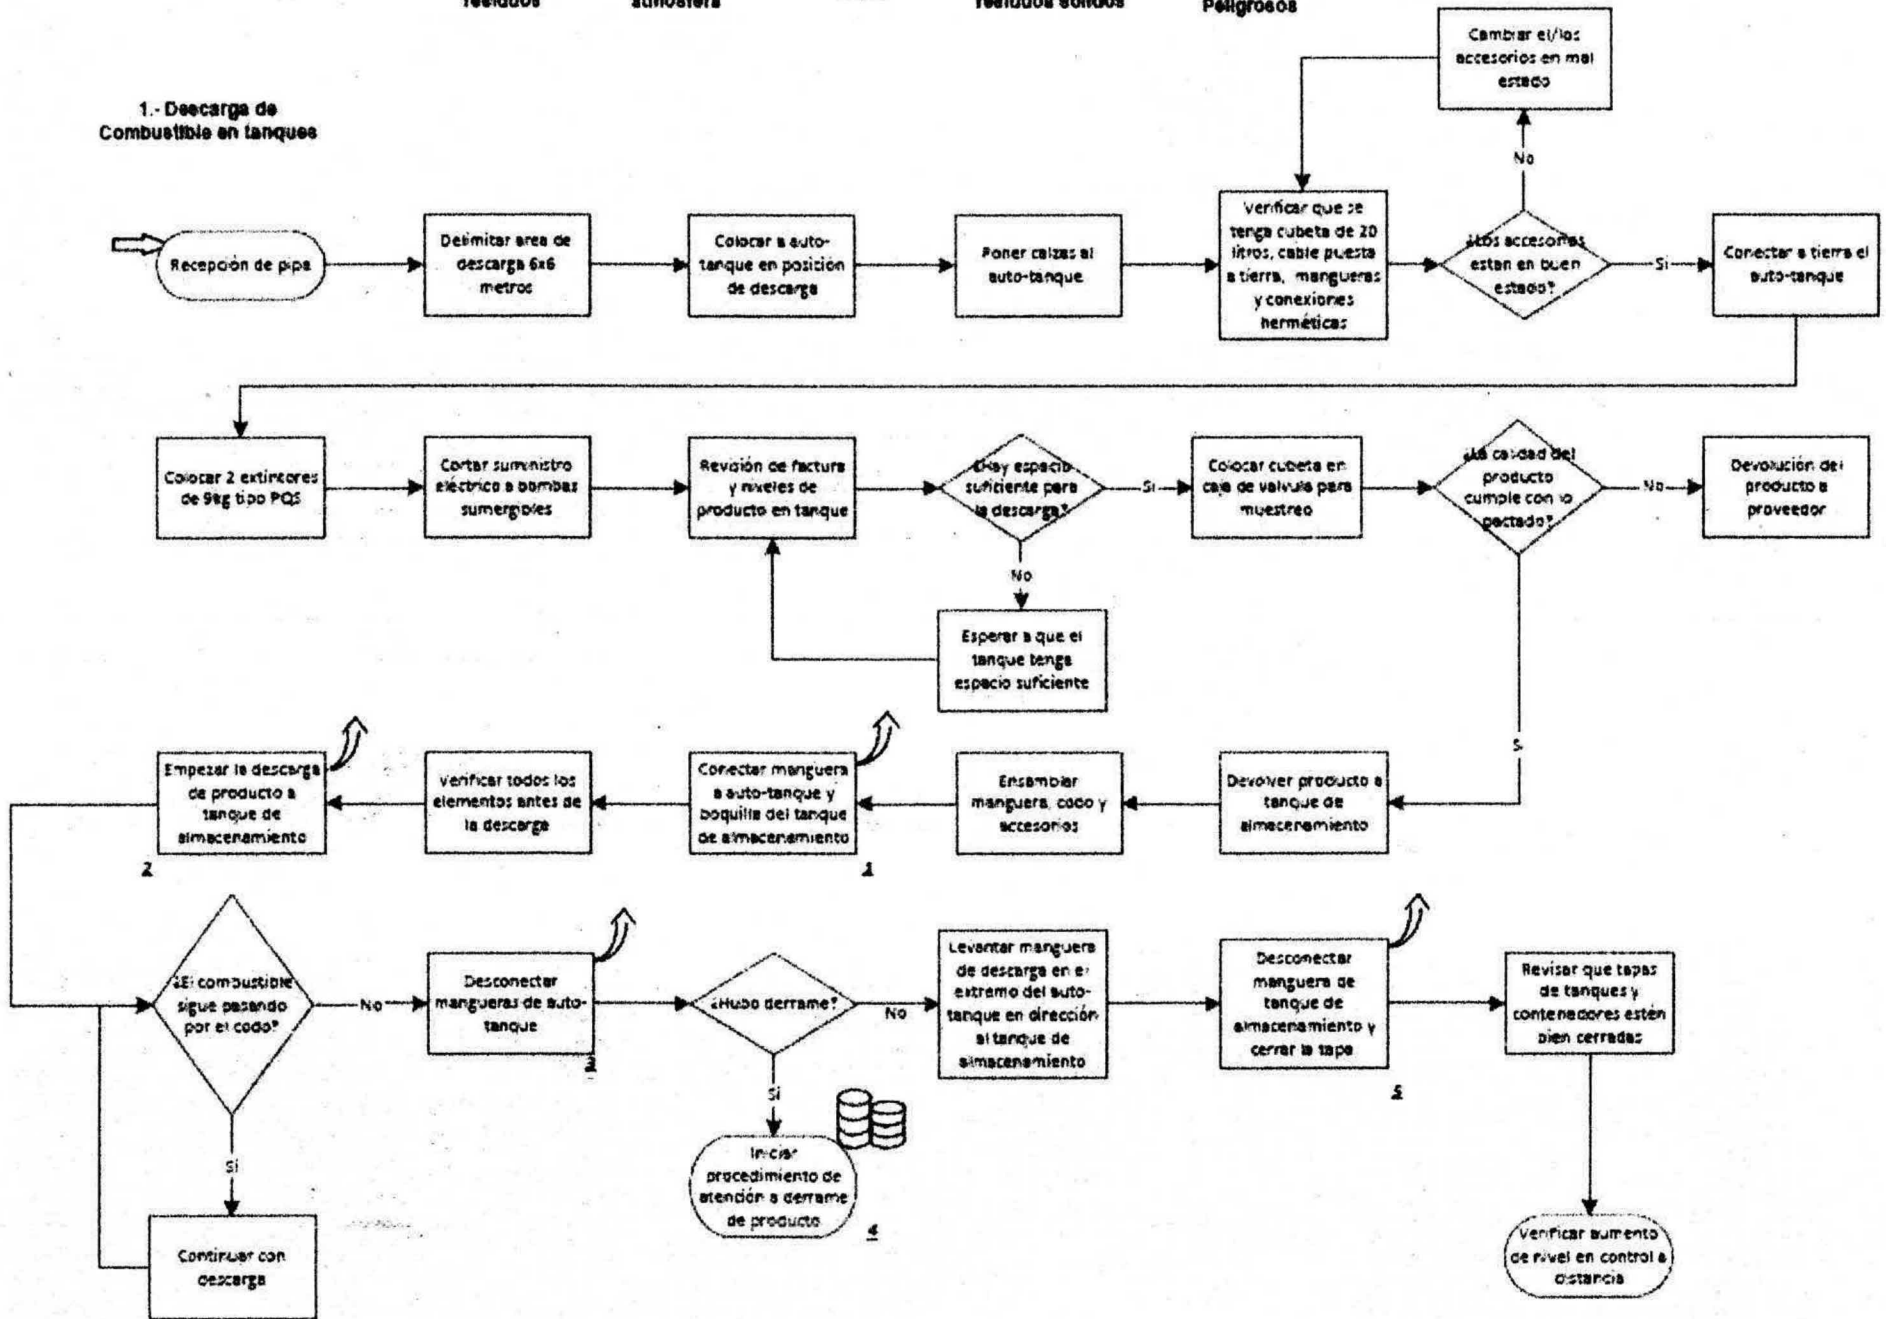 residuos
atmosfera
residuos solidos
Peligrosos
1.- Descarga de
Combustible en tanques
Cambiar el/los
accesorios en mal
estado
No
Recepción de pipa
Delimitar area de
descarga 6x6
metros
Colocar a auto-
tanque en posición
de descarga
Poner calzas al
auto-tanque
Verificar que se
tenga cubeta de 20
litros, cable puesta
a tierra, mangueras
y conexiones
herméticas
¿Los accesorios
estan en buen
estado?
Si
Conectar a tierra el
auto-tanque
Colocar 2 extintores
de 9kg tipo PQS
Cortar suministro
eléctrico a bombas
sumergibles
Revisión de factura
y niveles de
producto en tanque
¿Hay espacio
suficiente para
la descarga?
Si
Colocar cubeta en
caja de valvula para
muestreo
¿La calidad del
producto
cumple con lo
pactado?
No
Devolución del
producto a
proveedor
No
Esperar a que el
tanque tenga
espacio suficiente
S
Empezar la descarga
de producto a
tanque de
almacenamiento
2
Verificar todos los
elementos antes de
la descarga
Conectar manguera
a auto-tanque y
boquilla del tanque
de almacenamiento
Ensamblar
manguera, codo y
accesorios
Devolver producto a
tanque de
almacenamiento
¿El combustible
sigue pasando
por el codo?
No
Desconectar
mangueras de auto-
tanque
3
¿Hubo derrame?
No
Levantar manguera
de descarga en el
extremo del auto-
tanque en dirección
al tanque de
almacenamiento
Desconectar
manguera de
tanque de
almacenamiento y
cerrar la tapa
5
Revisar que tapas
de tanques y
contenedores estén
bien cerradas
Sí
Continuar con
descarga
Sí
Iniciar
procedimiento de
atención a derrame
de producto
4
Verificar aumento
de nivel en control a
distancia